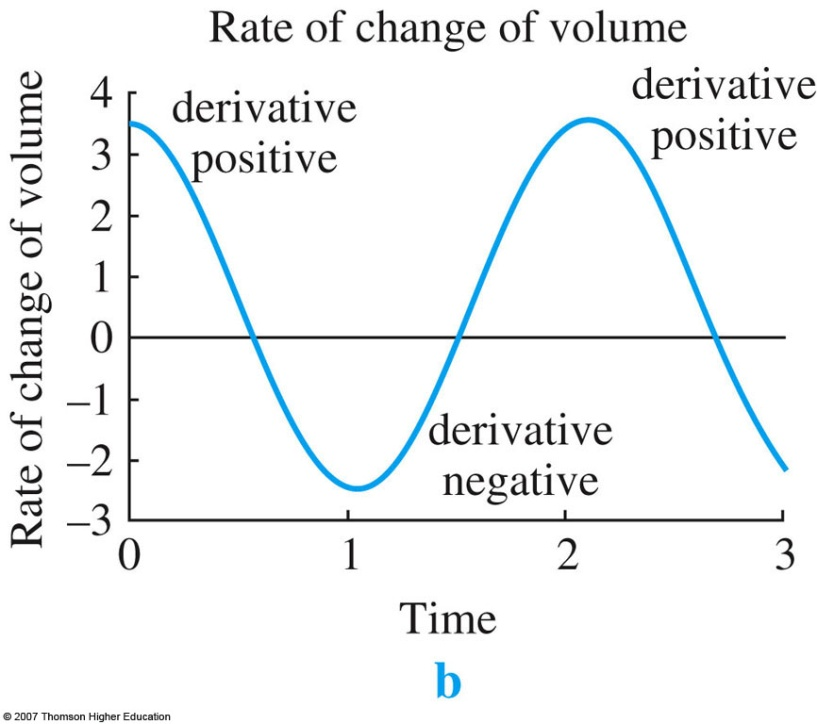 Rate of change of volume
Rate of change of volume
4
3
2
1
0
−1
−2
−3
derivative
positive
derivative
positive
derivative
negative
0 1 2 3
Time
b
© 2007 Thomson Higher Education